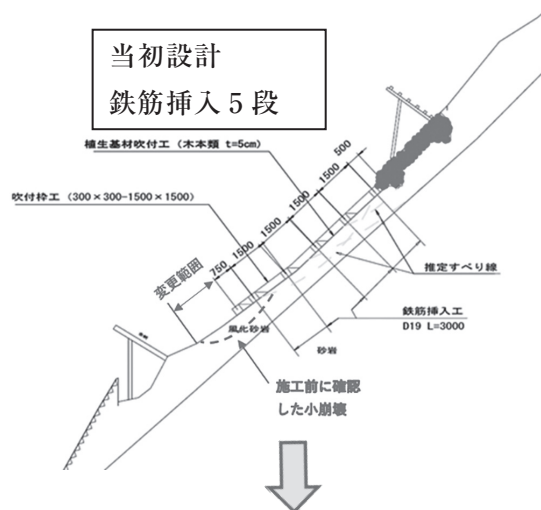 当初設計
鉄筋挿入5段
植生基材吹付工（木本類 t=5cm）
500
1500
1500
1500
1500
750
吹付枠工（300×300-1500×1500）
変更範囲
推定すべり線
鉄筋挿入工
D19 L=3000
風化砂岩
砂岩
施工前に確認
した小崩壊